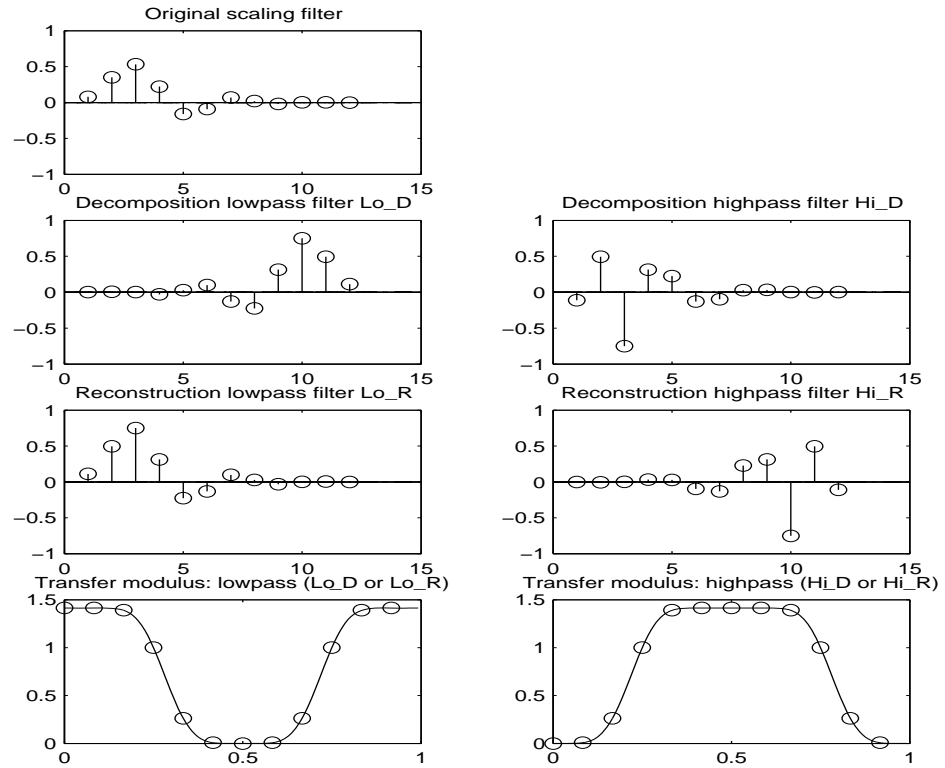 Original scaling filter
1
0.5
0
−0.5
−1
0 5 10 15
Decomposition lowpass filter Lo_D
1
0.5
0
−0.5
−1
0 5 10 15
Decomposition highpass filter Hi_D
1
0.5
0
−0.5
−1
0 5 10 15
Reconstruction lowpass filter Lo_R
1
0.5
0
−0.5
−1
0 5 10 15
Reconstruction highpass filter Hi_R
1
0.5
0
−0.5
−1
0 5 10 15
Transfer modulus: lowpass (Lo_D or Lo_R)
1.5
1
0.5
0
0 0.5 1
Transfer modulus: highpass (Hi_D or Hi_R)
1.5
1
0.5
0
0 0.5 1